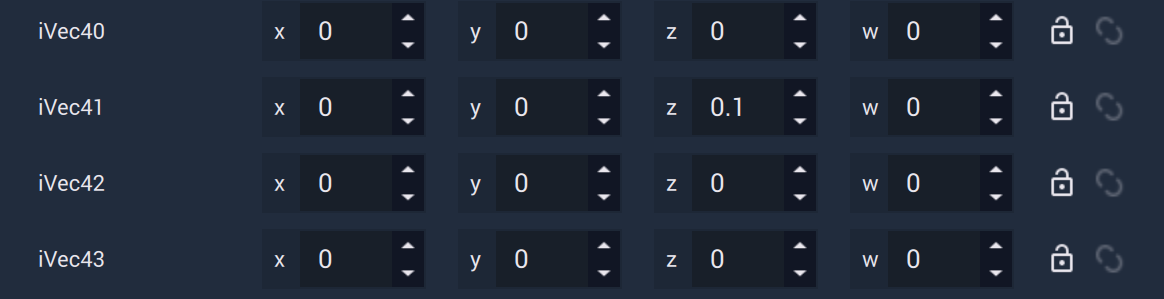 iVec40 x 0 y 0 z 0 w 0
iVec41 x 0 y 0 z 0.1 w 0
iVec42 x 0 y 0 z 0 w 0
iVec43 x 0 y 0 z 0 w 0